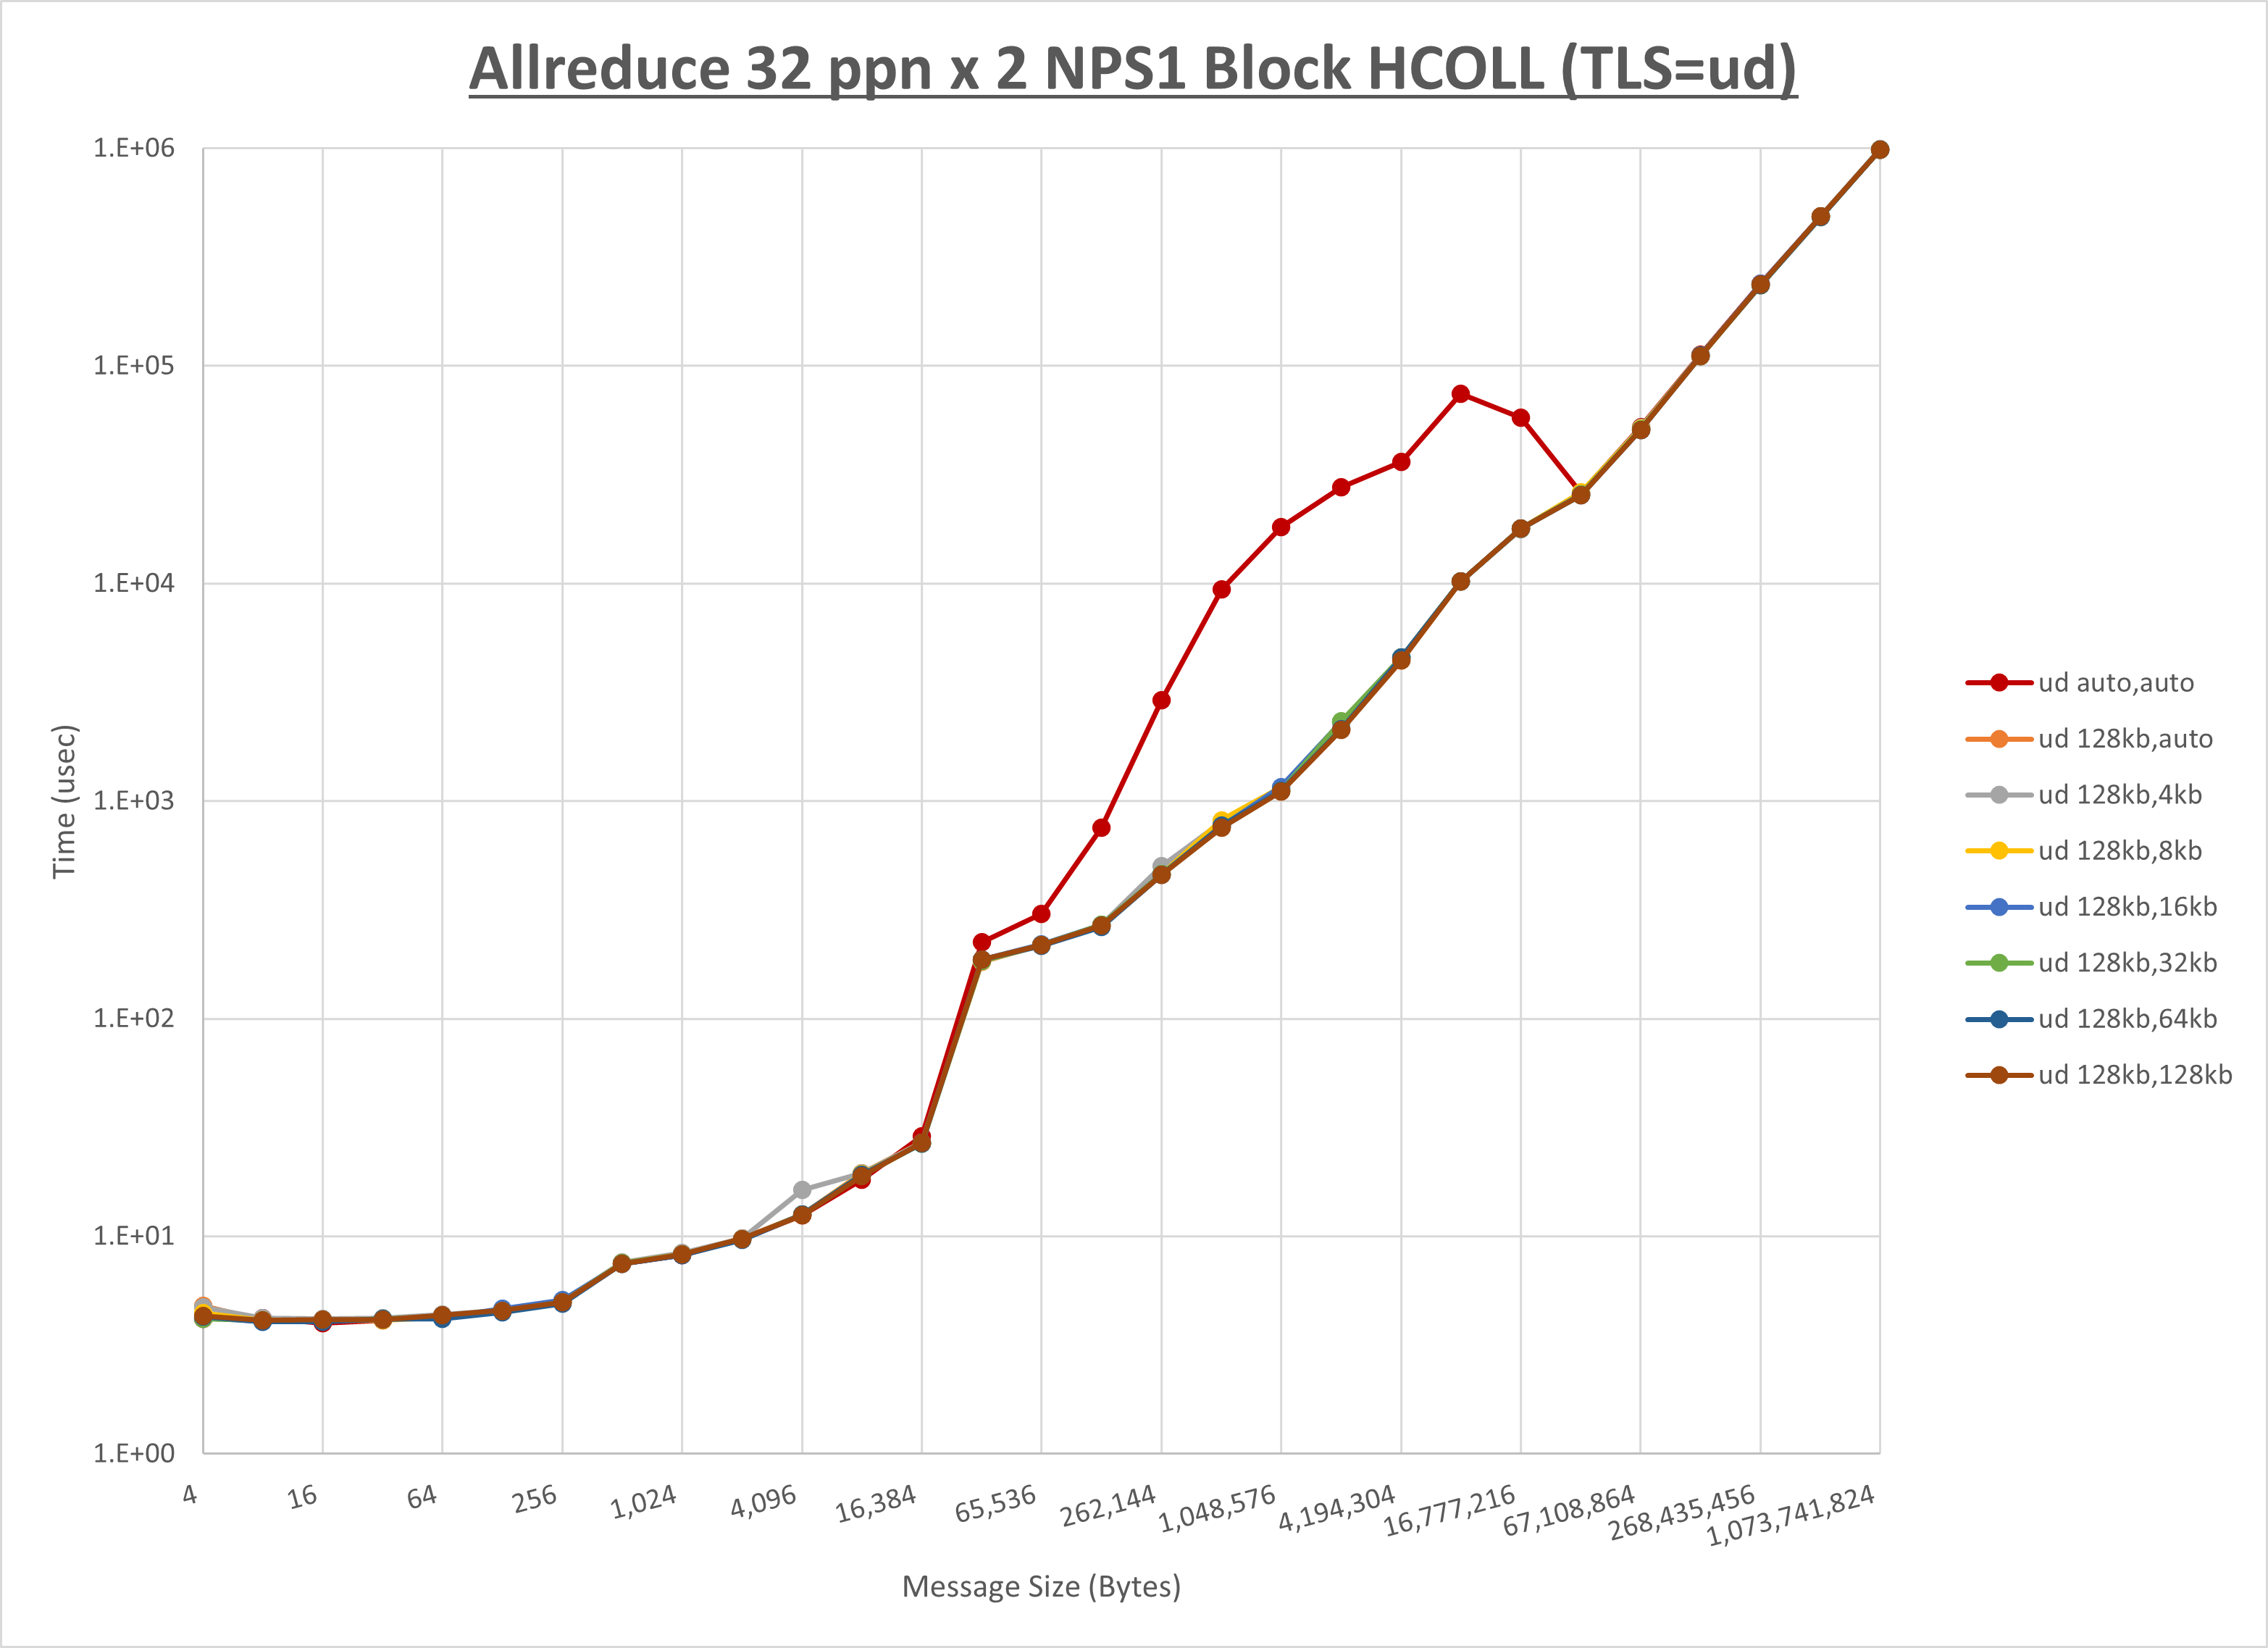 Allreduce 32 ppn x 2 NPS1 Block HCOLL (TLS=ud)
1.E+06
1.E+05
1.E+04
1.E+03
1.E+02
1.E+01
1.E+00
Time (usec)
4
16
64
256
1,024
4,096
16,384
65,536
262,144
1,048,576
4,194,304
16,777,216
67,108,864
268,435,456
1,073,741,824
Message Size (Bytes)
ud auto,auto
ud 128kb,auto
ud 128kb,4kb
ud 128kb,8kb
ud 128kb,16kb
ud 128kb,32kb
ud 128kb,64kb
ud 128kb,128kb